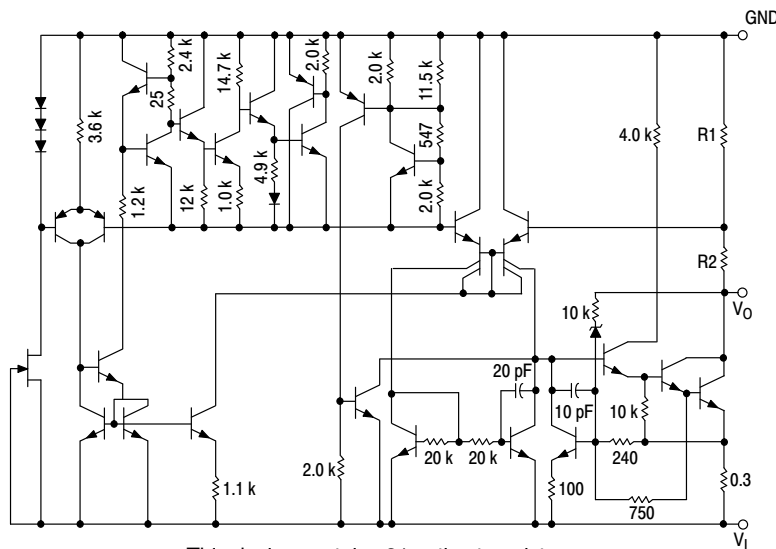 GND
2.4 k
2.0 k
14.7 k
2.0 k
11.5 k
25
3.6 k
547
4.0 k
R1
4.9 k
1.2 k
12 k
1.0 k
2.0 k
R2
10 k
VO
20 pF
10 pF
10 k
20 k
20 k
240
2.0 k
0.3
1.1 k
100
750
VI